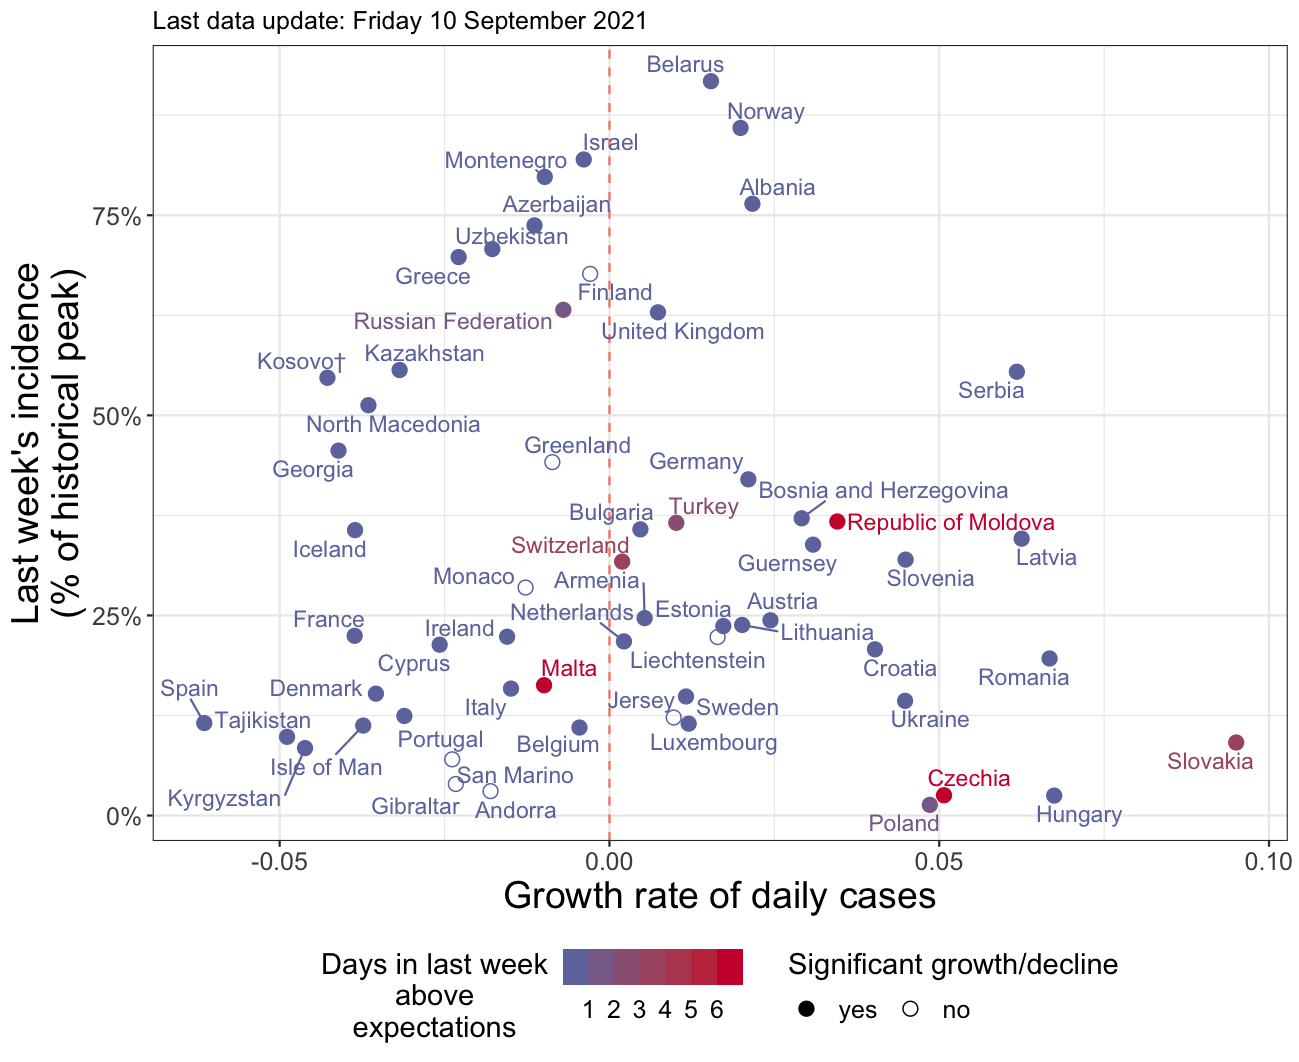 Last data update: Friday 10 September 2021
Belarus
Norway
Israel
Montenegro
Albania
Azerbaijan
75%
Uzbekistan
Greece
Finland
Russian Federation
United Kingdom
Kazakhstan
Kosovo†
Serbia
50%
North Macedonia
Greenland
Germany
Georgia
Bosnia and Herzegovina
Turkey
Bulgaria
Republic of Moldova
Switzerland
Iceland
Latvia
Guernsey
Monaco
Armenia
Slovenia
Austria
Estonia
Netherlands
25%
France
Ireland
Lithuania
Cyprus
Liechtenstein
Malta
Croatia
Romania
Spain
Denmark
Jersey
Italy
Sweden
Tajikistan
Ukraine
Portugal
Belgium
Luxembourg
Slovakia
Isle of Man
San Marino
Czechia
Kyrgyzstan
Gibraltar
Andorra
Hungary
0%
Poland
-0.05
0.00
0.05
0.10
Last week's incidence
(% of historical peak)
Growth rate of daily cases
Days in last week
above
expectations
1 2 3 4 5 6
Significant growth/decline
yes
no